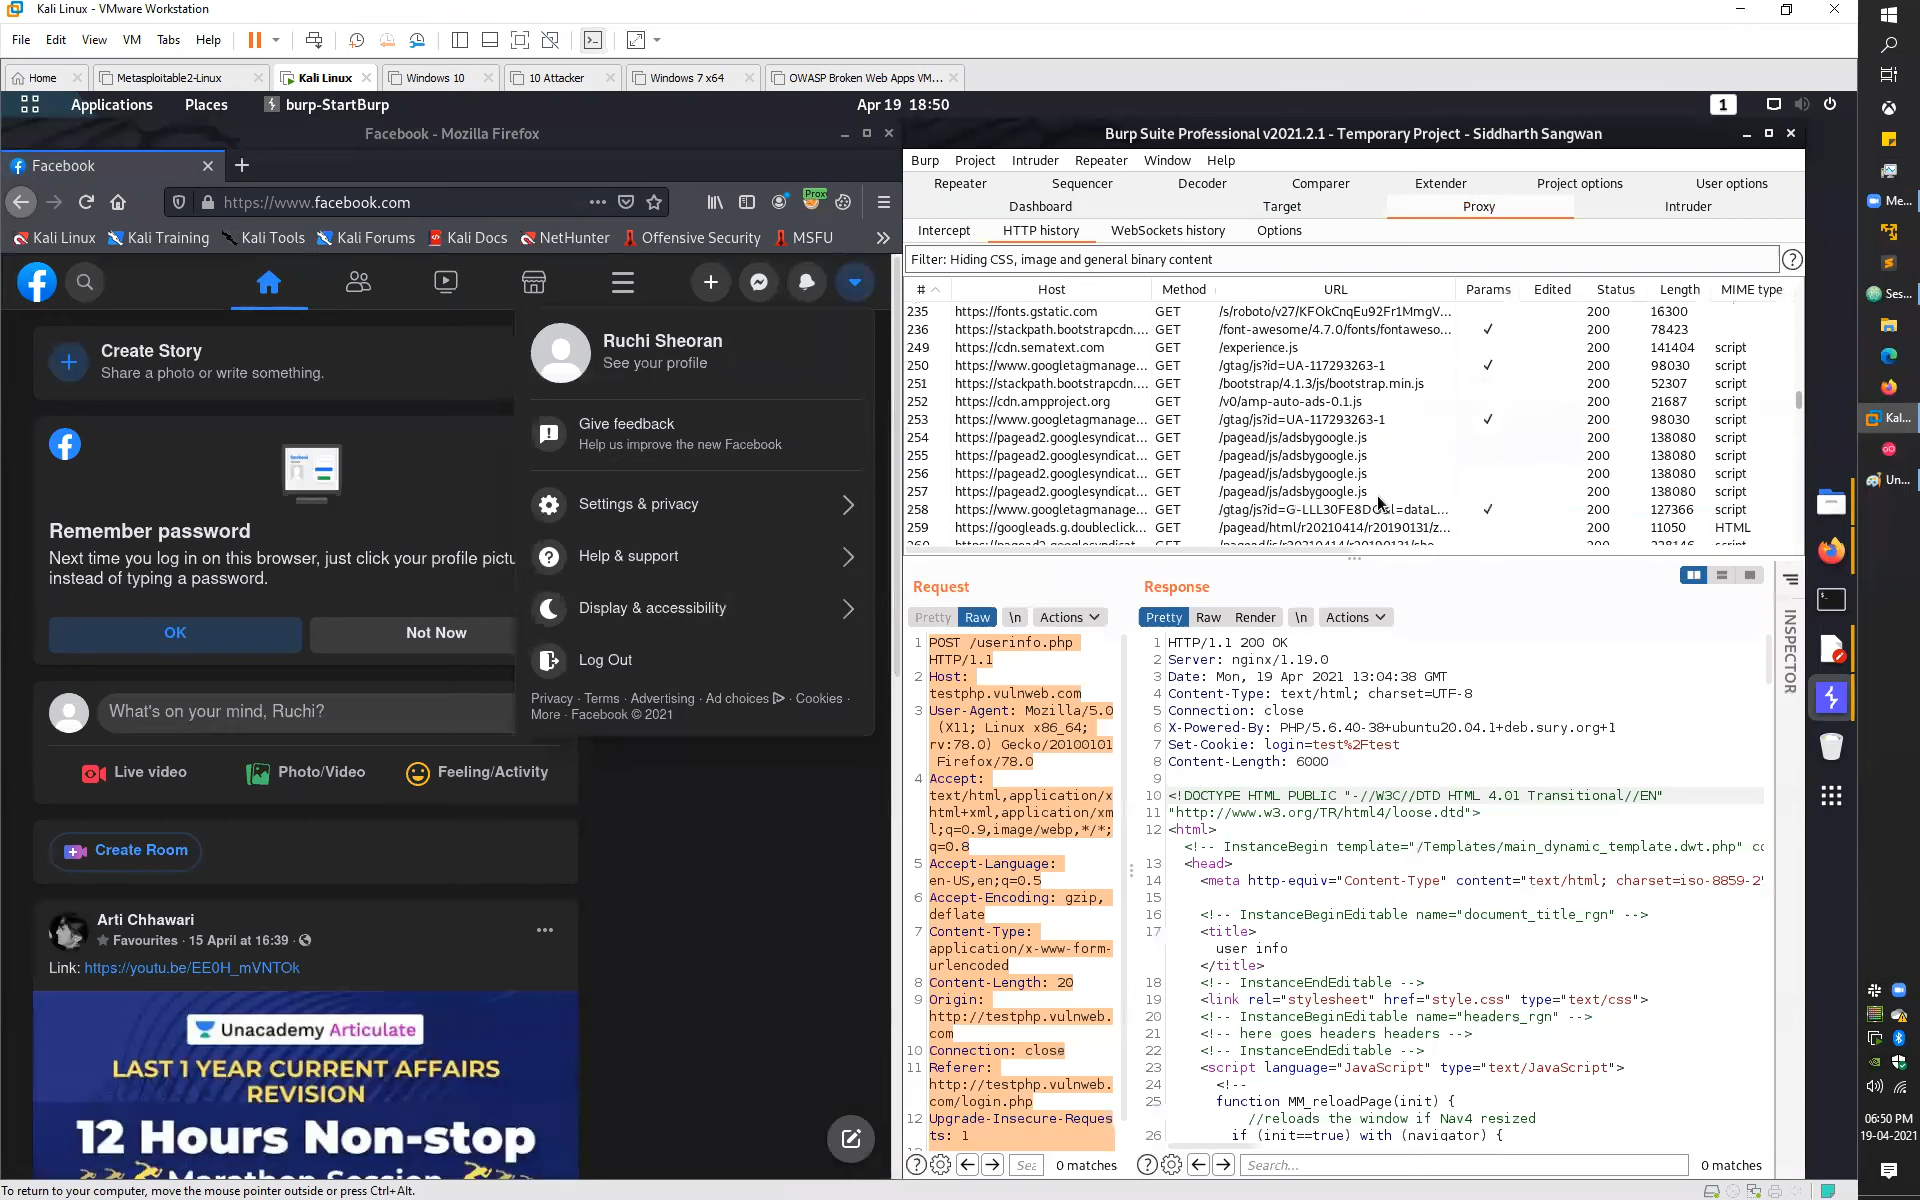 Kali Linux - VMware Workstation
File Edit View VM Tabs Help
Home Metasploitable2-Linux Kali Linux Windows 10 10 Attacker Windows 7 x64 OWASP Broken Web Apps VM...
Applications Places burp-StartBurp Apr 19 18:50 1
Facebook - Mozilla Firefox
Facebook
Proxy
https://www.facebook.com
Kali Linux Kali Training Kali Tools Kali Forums Kali Docs NetHunter Offensive Security MSFU
Create Story
Share a photo or write something.
Remember password
Next time you log in on this browser, just click your profile pictu
instead of typing a password.
OK Not Now
What's on your mind, Ruchi?
Live video Photo/Video Feeling/Activity
Create Room
Arti Chhawari
Favourites · 15 April at 16:39 ·
Link: https://youtu.be/EE0H_mVNTOk
Unacademy Articulate
LAST 1 YEAR CURRENT AFFAIRS
REVISION
12 Hours Non-stop
Marathon Session
Ruchi Sheoran
See your profile
Give feedback
Help us improve the new Facebook
Settings & privacy
Help & support
Display & accessibility
Log Out
Privacy · Terms · Advertising · Ad choices · Cookies ·
More · Facebook © 2021
Burp Suite Professional v2021.2.1 - Temporary Project - Siddharth Sangwan
Burp Project Intruder Repeater Window Help
Repeater Sequencer Decoder Comparer Extender Project options User options
Dashboard Target Proxy Intruder
Intercept HTTP history WebSockets history Options
Filter: Hiding CSS, image and general binary content
# Host Method URL Params Edited Status Length MIME type
235 https://fonts.gstatic.com GET /s/roboto/v27/KFOkCnqEu92Fr1MmgV... 200 16300
236 https://stackpath.bootstrapcdn.... GET /font-awesome/4.7.0/fonts/fontaweso... ✓ 200 78423
249 https://cdn.sematext.com GET /experience.js 200 141404 script
250 https://www.googletagmanage... GET /gtag/js?id=UA-117293263-1 ✓ 200 98030 script
251 https://stackpath.bootstrapcdn.... GET /bootstrap/4.1.3/js/bootstrap.min.js 200 52307 script
252 https://cdn.ampproject.org GET /v0/amp-auto-ads-0.1.js 200 21687 script
253 https://www.googletagmanage... GET /gtag/js?id=UA-117293263-1 ✓ 200 98030 script
254 https://pagead2.googlesyndicat... GET /pagead/js/adsbygoogle.js 200 138080 script
255 https://pagead2.googlesyndicat... GET /pagead/js/adsbygoogle.js 200 138080 script
256 https://pagead2.googlesyndicat... GET /pagead/js/adsbygoogle.js 200 138080 script
257 https://pagead2.googlesyndicat... GET /pagead/js/adsbygoogle.js 200 138080 script
258 https://www.googletagmanage... GET ✓ 200 127366 script
259 https://googleads.g.doubleclick... GET /pagead/html/r20210414/r20190131/z... 200 11050 HTML
Request
Pretty Raw \n Actions
1 POST /userinfo.php
HTTP/1.1
2 Host:
testphp.vulnweb.com
3 User-Agent: Mozilla/5.0
(X11; Linux x86_64;
rv:78.0) Gecko/20100101
Firefox/78.0
4 Accept:
text/html,application/x
html+xml,application/xm
l;q=0.9,image/webp,*/*;
q=0.8
5 Accept-Language:
en-US,en;q=0.5
6 Accept-Encoding: gzip,
deflate
7 Content-Type:
application/x-www-form-
urlencoded
8 Content-Length: 20
9 Origin:
http://testphp.vulnweb.
com
10 Connection: close
11 Referer:
http://testphp.vulnweb.
com/login.php
12 Upgrade-Insecure-Reques
ts: 1
Sea 0 matches
Response
Pretty Raw Render \n Actions
1 HTTP/1.1 200 OK
2 Server: nginx/1.19.0
3 Date: Mon, 19 Apr 2021 13:04:38 GMT
4 Content-Type: text/html; charset=UTF-8
5 Connection: close
6 X-Powered-By: PHP/5.6.40-38+ubuntu20.04.1+deb.sury.org+1
7 Set-Cookie: login=test%2Ftest
8 Content-Length: 6000
9
10 <!DOCTYPE HTML PUBLIC "-//W3C//DTD HTML 4.01 Transitional//EN"
11 "http://www.w3.org/TR/html4/loose.dtd">
12 <html>
<!-- InstanceBegin template="/Templates/main_dynamic_template.dwt.php" cc
13 <head>
14 <meta http-equiv="Content-Type" content="text/html; charset=iso-8859-2"
15
16 <!-- InstanceBeginEditable name="document_title_rgn" -->
17 <title>
user info
</title>
18 <!-- InstanceEndEditable -->
19 <link rel="stylesheet" href="style.css" type="text/css">
20 <!-- InstanceBeginEditable name="headers_rgn" -->
21 <!-- here goes headers headers -->
22 <!-- InstanceEndEditable -->
23 <script language="JavaScript" type="text/JavaScript">
24 <!--
25 function MM_reloadPage(init) {
//reloads the window if Nav4 resized
26 if (init==true) with (navigator) {
Search... 0 matches
INSPECTOR
Me...
Ses...
Kal...
Un...
06:50 PM
19-04-2021
To return to your computer, move the mouse pointer outside or press Ctrl+Alt.